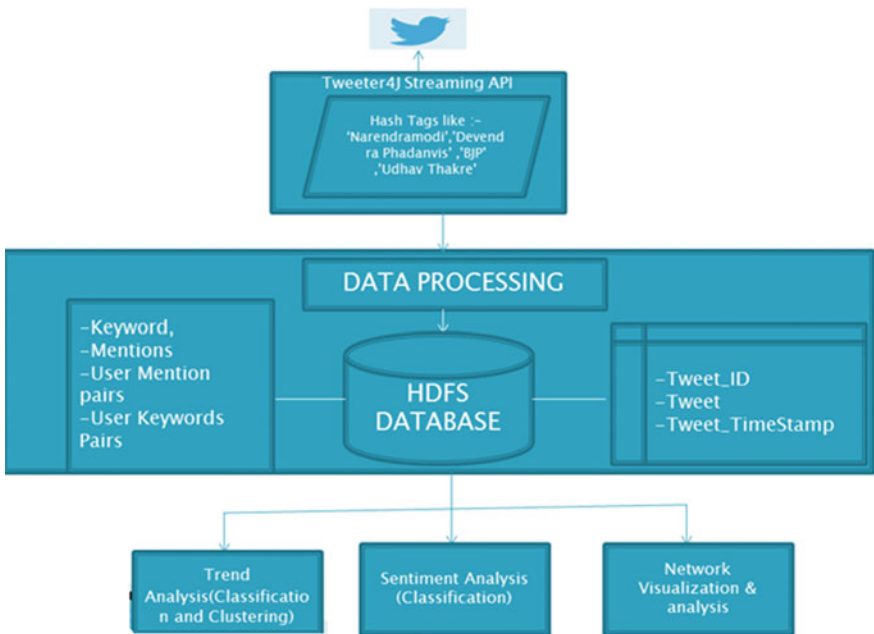 Tweeter4J Streaming API
Hash Tags like :-
'Narendramodi','Devend
ra Phadanvis' ,'BJP'
,'Udhav Thakre'
DATA PROCESSING
-Keyword,
-Mentions
-User Mention
pairs
-User Keywords
Pairs
HDFS
DATABASE
-Tweet_ID
-Tweet
-Tweet_TimeStamp
Trend
Analysis(Classificatio
n and Clustering)
Sentiment Analysis
(Classification)
Network
Visualization &
analysis